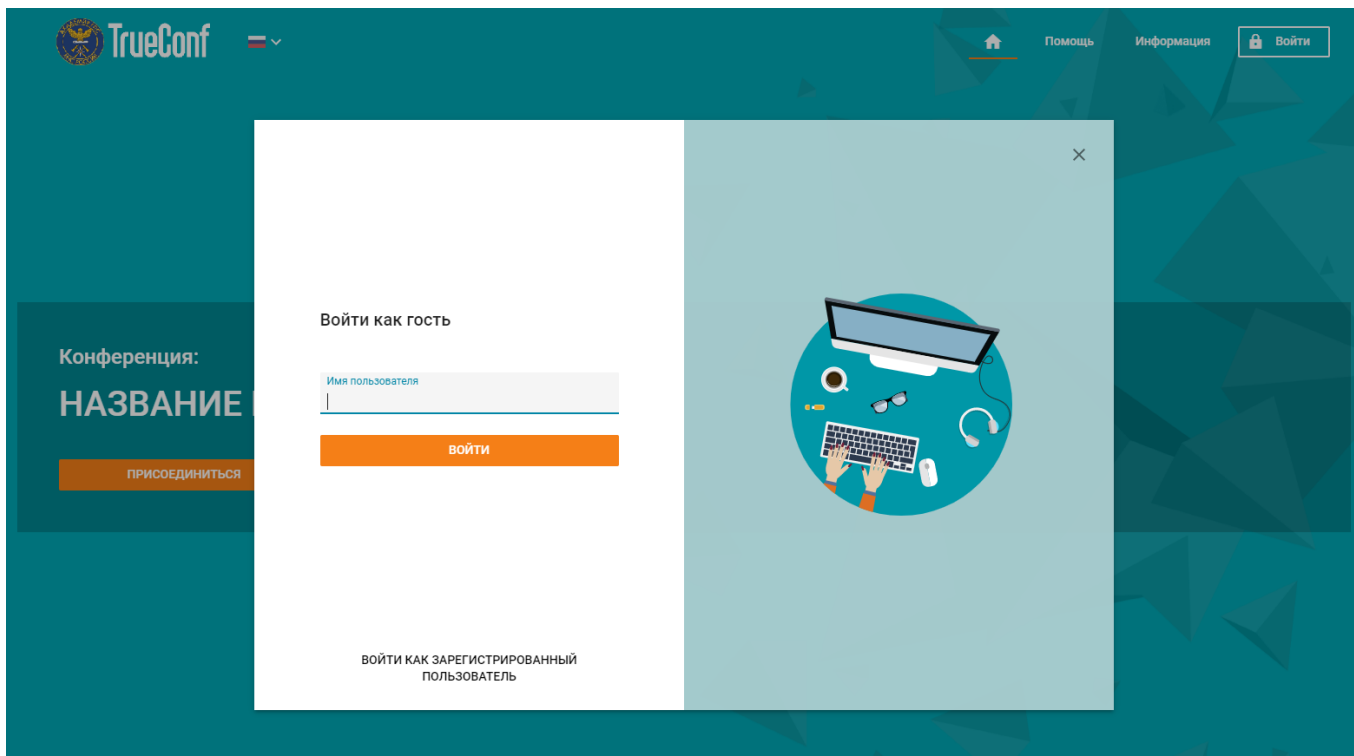 TrueConf
Помощь
Информация
Войти
Войти как гость
Имя пользователя
ВОЙТИ
Конференция:
НАЗВАНИЕ
ПРИСОЕДИНИТЬСЯ
ВОЙТИ КАК ЗАРЕГИСТРИРОВАННЫЙ
ПОЛЬЗОВАТЕЛЬ